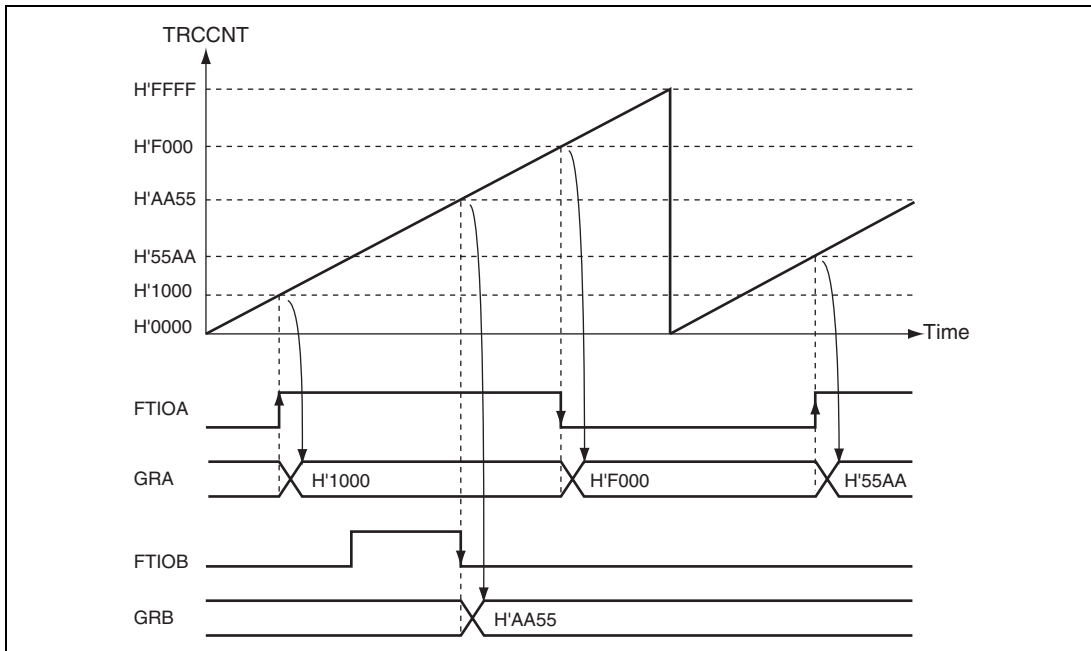 TRCCNT
H'FFFF
H'F000
H'AA55
H'55AA
H'1000
H'0000
Time
FTIOA
GRA
H'1000
H'F000
H'55AA
FTIOB
GRB
H'AA55